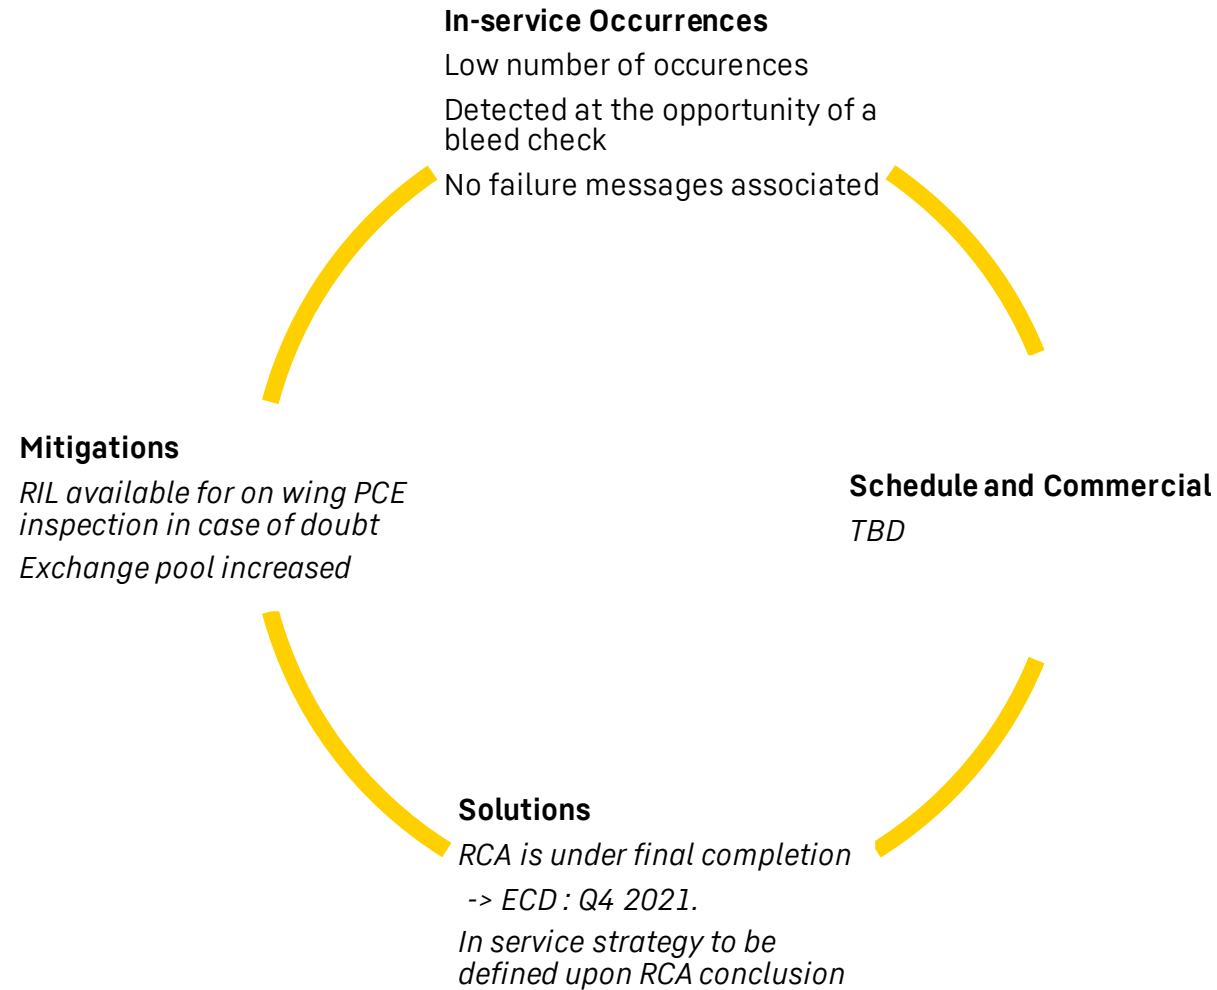 In-service Occurrences
Low number of occurences
Detected at the opportunity of a
bleed check
No failure messages associated
Mitigations
RIL available for on wing PCE
inspection in case of doubt
Exchange pool increased
Schedule and Commercial
TBD
Solutions
RCA is under final completion
-> ECD : Q4 2021.
In service strategy to be
defined upon RCA conclusion